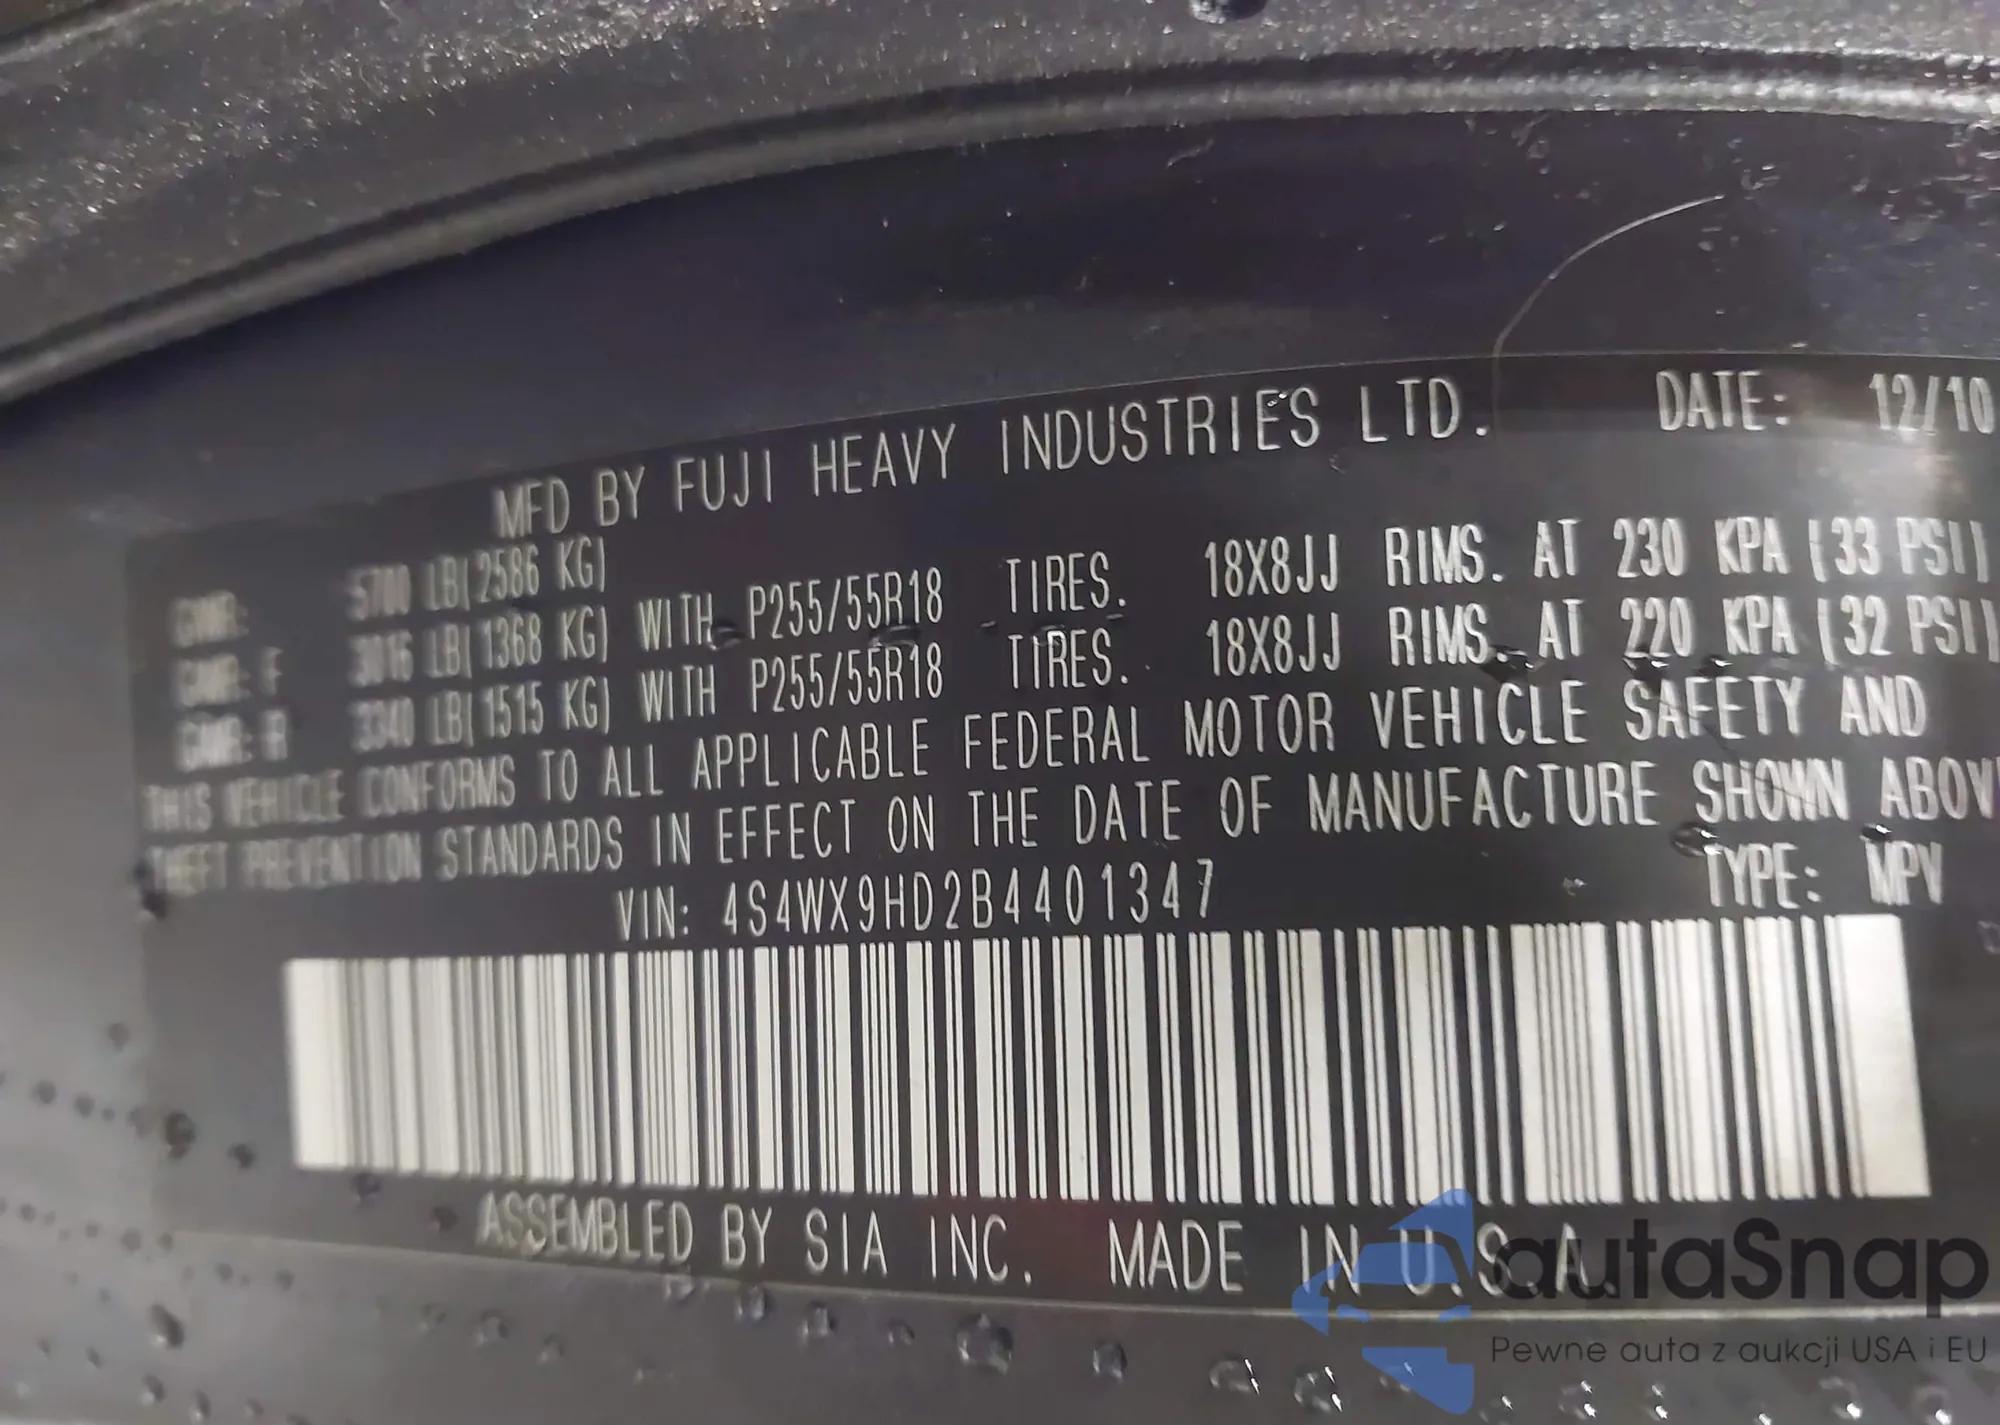 MFD BY FUJI HEAVY INDUSTRIES LTD. DATE: 12/10
GVWR: 5700 LB(2586 KG)
GAWR: F 3016 LB(1368 KG) WITH P255/55R18 TIRES. 18X8JJ RIMS. AT 230 KPA (33 PSI)
GAWR: R 3340 LB(1515 KG) WITH P255/55R18 TIRES. 18X8JJ RIMS. AT 220 KPA (32 PSI)
THIS VEHICLE CONFORMS TO ALL APPLICABLE FEDERAL MOTOR VEHICLE SAFETY AND
THEFT PREVENTION STANDARDS IN EFFECT ON THE DATE OF MANUFACTURE SHOWN ABOV
VIN: 4S4WX9HD2B4401347 TYPE: MPV
ASSEMBLED BY SIA INC. MADE IN U.S.A.
autaSnap
Pewne auta z aukcji USA i EU